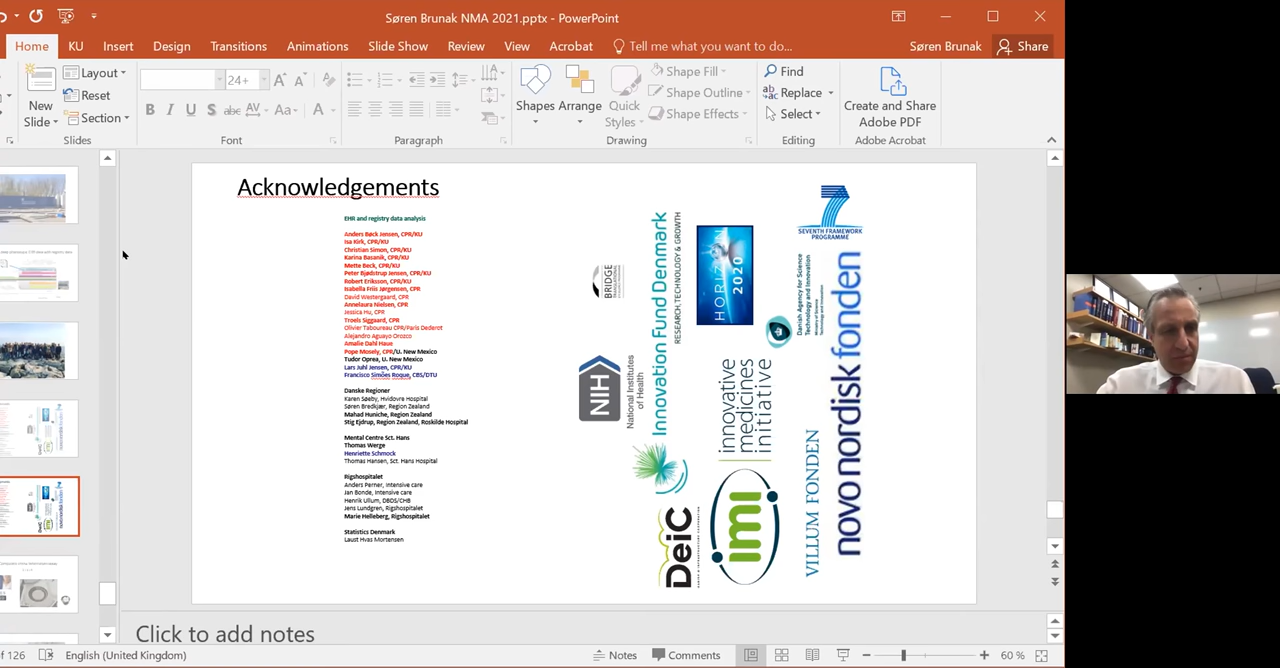 Søren Brunak NMA 2021.pptx - PowerPoint
Home KU Insert Design Transitions Animations Slide Show Review View Acrobat Tell me what you want to do... Søren Brunak Share
New Slide
Layout
Reset
Section
Slides
24+
B I U S abc AV Aa A
Font
Paragraph
Shapes Arrange Quick Styles
Shape Fill
Shape Outline
Shape Effects
Drawing
Find
Replace
Select
Editing
Create and Share Adobe PDF
Adobe Acrobat
Acknowledgements
EHR and registry data analysis
Anders Bøck Jensen, CPR/KU
Isa Kirk, CPR/KU
Christian Simon, CPR/KU
Karina Banasik, CPR/KU
Mette Beck, CPR/KU
Peter Bjødstrup Jensen, CPR/KU
Robert Eriksson, CPR/KU
Isabella Friis Jørgensen, CPR
David Westergaard, CPR
Annelaura Nielsen, CPR
Jessica Hu, CPR
Troels Siggaard, CPR
Olivier Taboureau CPR/Paris Dederot
Alejandro Aguayo Orozco
Amalie Dahl Haue
Pope Mosely, CPR/U. New Mexico
Tudor Oprea, U. New Mexico
Lars Juhl Jensen, CPR/KU
Francisco Simões Roque, CBS/DTU
Danske Regioner
Karen Søeby, Hvidovre Hospital
Søren Bredkjær, Region Zealand
Mahad Huniche, Region Zealand
Stig Ejdrup, Region Zealand, Roskilde Hospital
Mental Centre Sct. Hans
Thomas Werge
Henriette Schmock
Thomas Hansen, Sct. Hans Hospital
Rigshospitalet
Anders Perner, Intensive care
Jan Bonde, Intensive care
Henrik Ullum, DBDS/CHB
Jens Lundgren, Rigshospitalet
Marie Helleberg, Rigshospitalet
Statistics Denmark
Laust Hvas Mortensen
BRIDGE
NIH
National Institutes
of Health
Innovation Fund Denmark
RESEARCH, TECHNOLOGY & GROWTH
DeiC
HORIZON
2020
innovative
medicines
initiative
imi
SEVENTH FRAMEWORK
PROGRAMME
Danish Agency for Science
Technology and Innovation
VILLUM FONDEN
novo nordisk fonden
Click to add notes
of 126 English (United Kingdom) Notes Comments 60 %